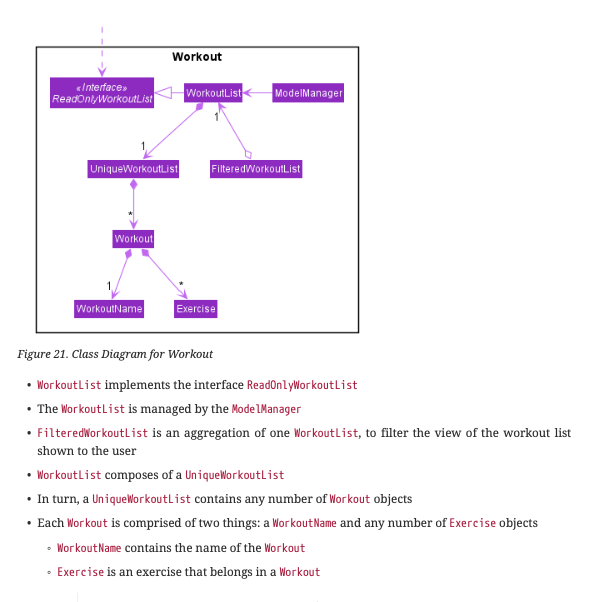 Workout
«Interface»
ReadOnlyWorkoutList
WorkoutList
ModelManager
1
1
UniqueWorkoutList
FilteredWorkoutList
*
Workout
1
*
WorkoutName
Exercise
Figure 21. Class Diagram for Workout
• WorkoutList implements the interface ReadOnlyWorkoutList
• The WorkoutList is managed by the ModelManager
• FilteredWorkoutList is an aggregation of one WorkoutList, to filter the view of the workout list
shown to the user
• WorkoutList composes of a UniqueWorkoutList
• In turn, a UniqueWorkoutList contains any number of Workout objects
• Each Workout is comprised of two things: a WorkoutName and any number of Exercise objects
◦ WorkoutName contains the name of the Workout
◦ Exercise is an exercise that belongs in a Workout